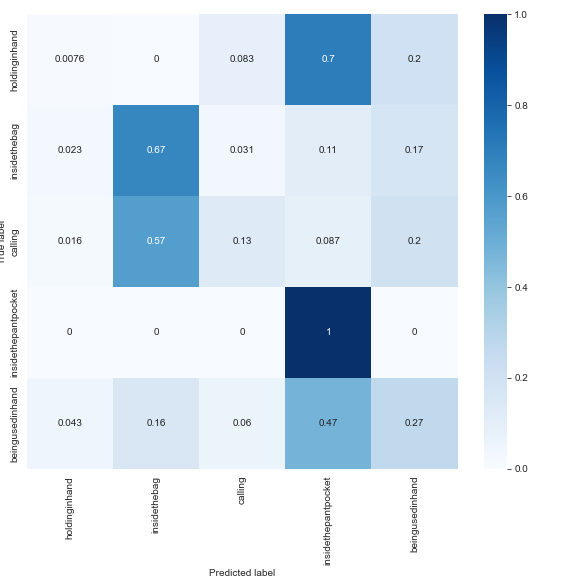 1.0
holdinginhand 0.0076 0 0.083 0.7 0.2
0.8
insidethebag 0.023 0.67 0.031 0.11 0.17
0.6
True label
calling 0.016 0.57 0.13 0.087 0.2
0.4
insidethepantpocket 0 0 0 1 0
0.2
beingusedinhand 0.043 0.16 0.06 0.47 0.27
0.0
holdinginhand insidethebag calling insidethepantpocket beingusedinhand
Predicted label